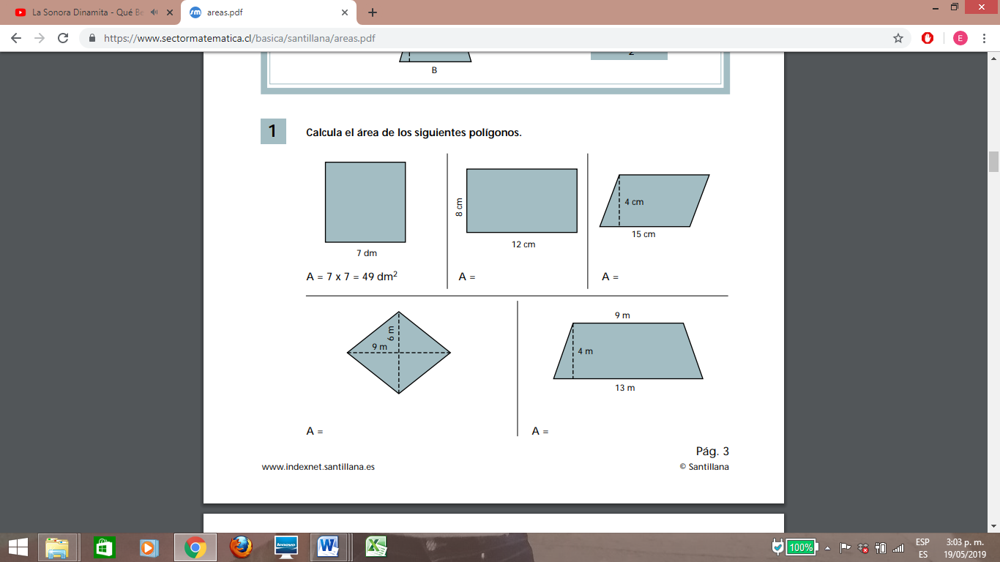 La Sonora Dinamita - Qué Be
areas.pdf
https://www.sectormatematica.cl/basica/santillana/areas.pdf
E
B
2
1
Calcula el área de los siguientes polígonos.
7 dm
8 cm
12 cm
4 cm
15 cm
A = 7 x 7 = 49 dm²
A =
A =
9 m
6 m
9 m
4 m
13 m
A =
A =
Pág. 3
www.indexnet.santillana.es
© Santillana
lenovo
100%
ESP
ES
3:03 p. m.
19/05/2019